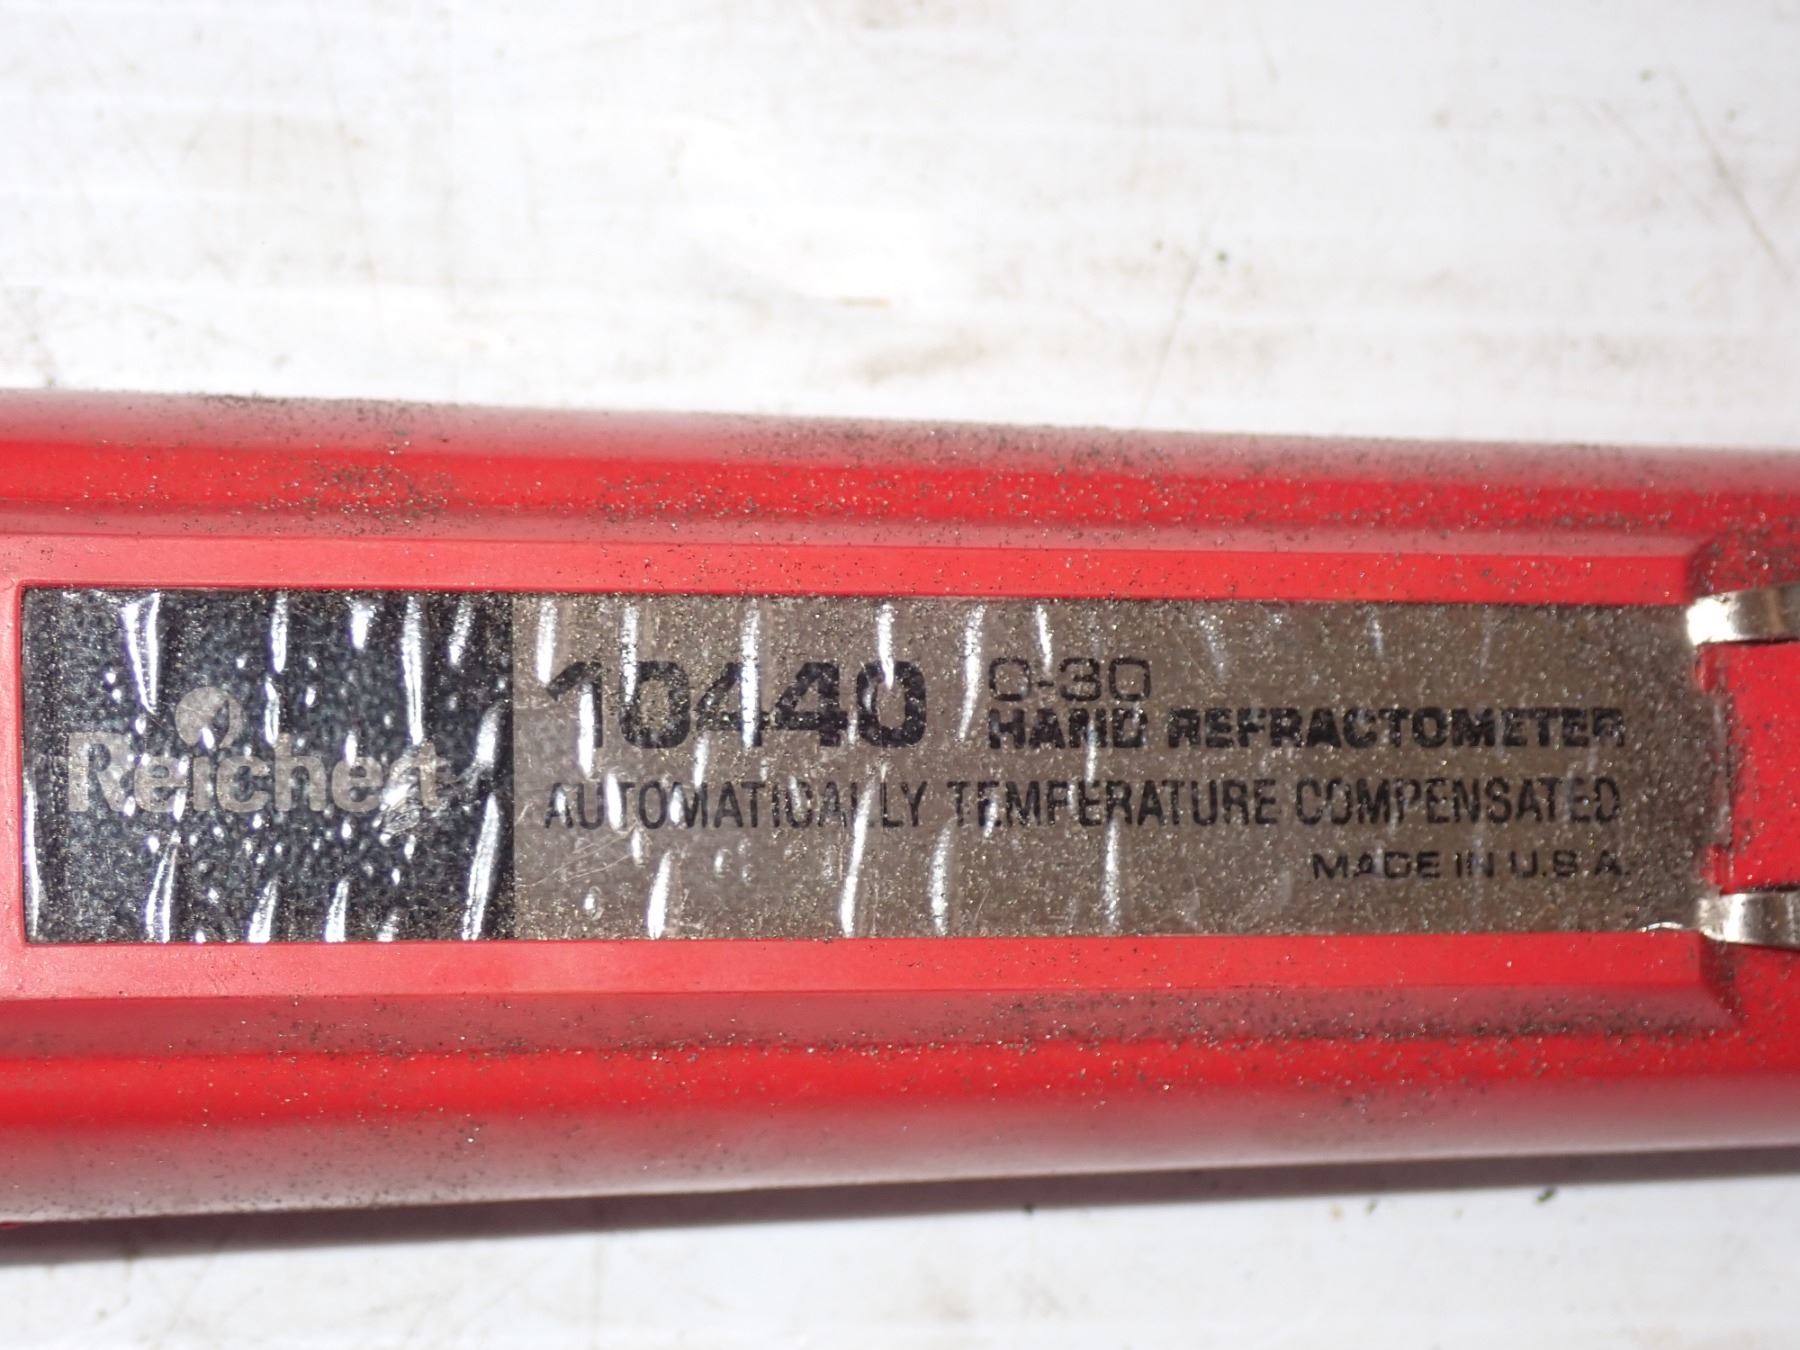 Reichert
10440
0-30
HAND REFRACTOMETER
AUTOMATICALLY TEMPERATURE COMPENSATED
MADE IN U.S.A.